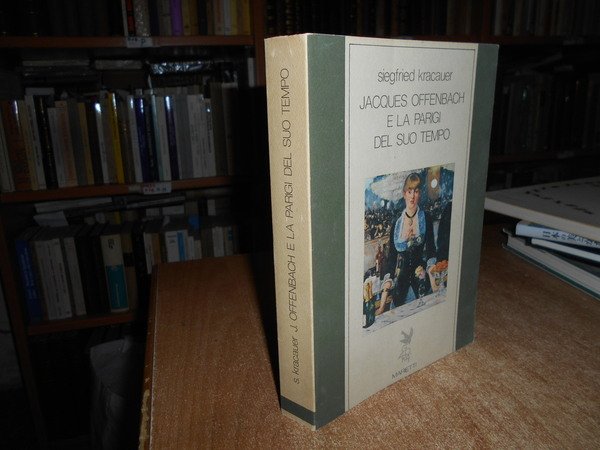 siegfried kracauer
JACQUES OFFENBACH
E LA PARIGI
DEL SUO TEMPO
MARIETTI
s. kracauer J. OFFENBACH E LA PARIGI DEL SUO TEMPO